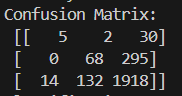 Confusion Matrix:
[[ 5 2 30]
[ 0 68 295]
[ 14 132 1918]]